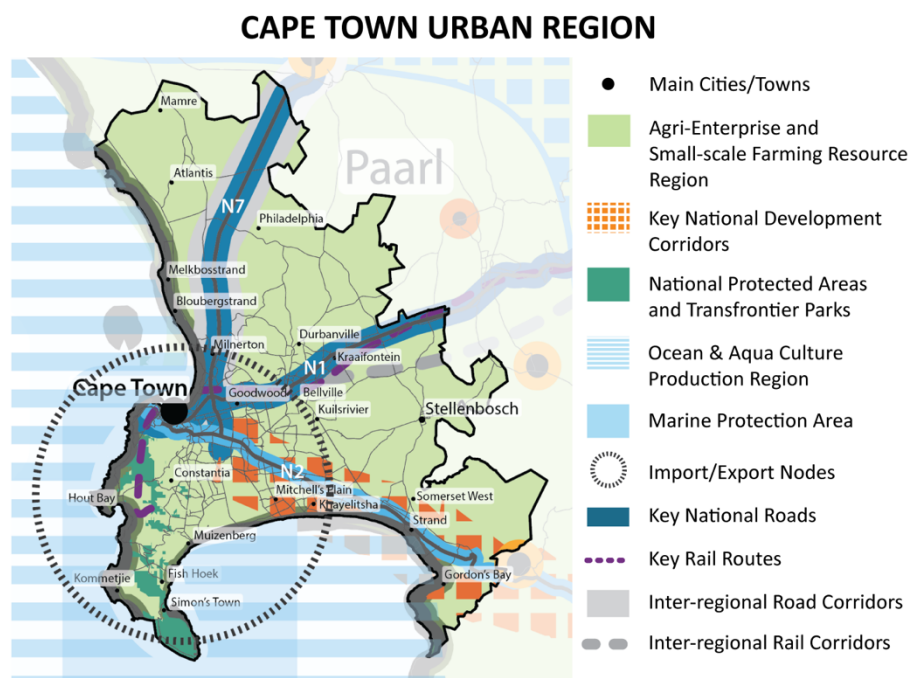 CAPE TOWN URBAN REGION
Mamre
Atlantis
Paarl
N7
Philadelphia
Melkbosstrand
Bloubergstrand
Milnerton
Durbanville
Kraaifontein
N1
Cape Town
Goodwood
Bellville
Kuilsrivier
Stellenbosch
Constantia
N2
Mitchell's Plain
Khayelitsha
Somerset West
Hout Bay
Strand
Muizenberg
Kommetjie
Fish Hoek
Gordon's Bay
Simon's Town
Main Cities/Towns
Agri-Enterprise and
Small-scale Farming Resource
Region
Key National Development
Corridors
National Protected Areas
and Transfrontier Parks
Ocean & Aqua Culture
Production Region
Marine Protection Area
Import/Export Nodes
Key National Roads
Key Rail Routes
Inter-regional Road Corridors
Inter-regional Rail Corridors